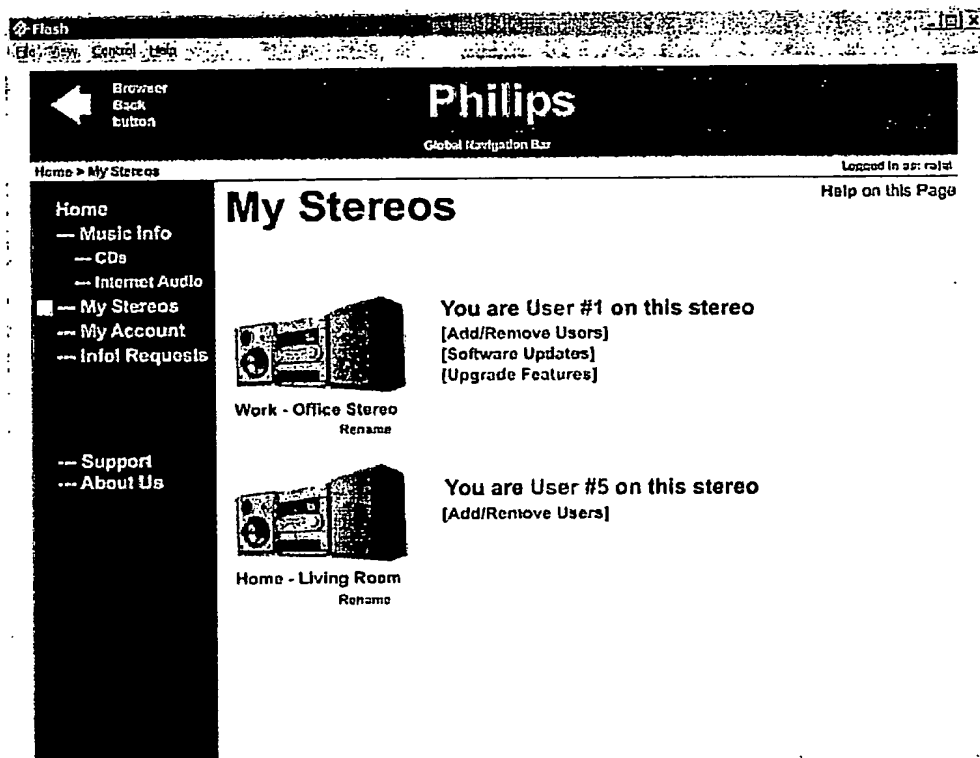 Flash
File View Control Help
Browser
Back
button
Philips
Global Navigation Bar
Home > My Stereos
Logged in as: rajat
Help on this Page
Home
--- Music Info
--- CDs
--- Internet Audio
--- My Stereos
--- My Account
--- Info! Requests
--- Support
--- About Us
My Stereos
You are User #1 on this stereo
[Add/Remove Users]
[Software Updates]
[Upgrade Features]
Work - Office Stereo
Rename
You are User #5 on this stereo
[Add/Remove Users]
Home - Living Room
Rename